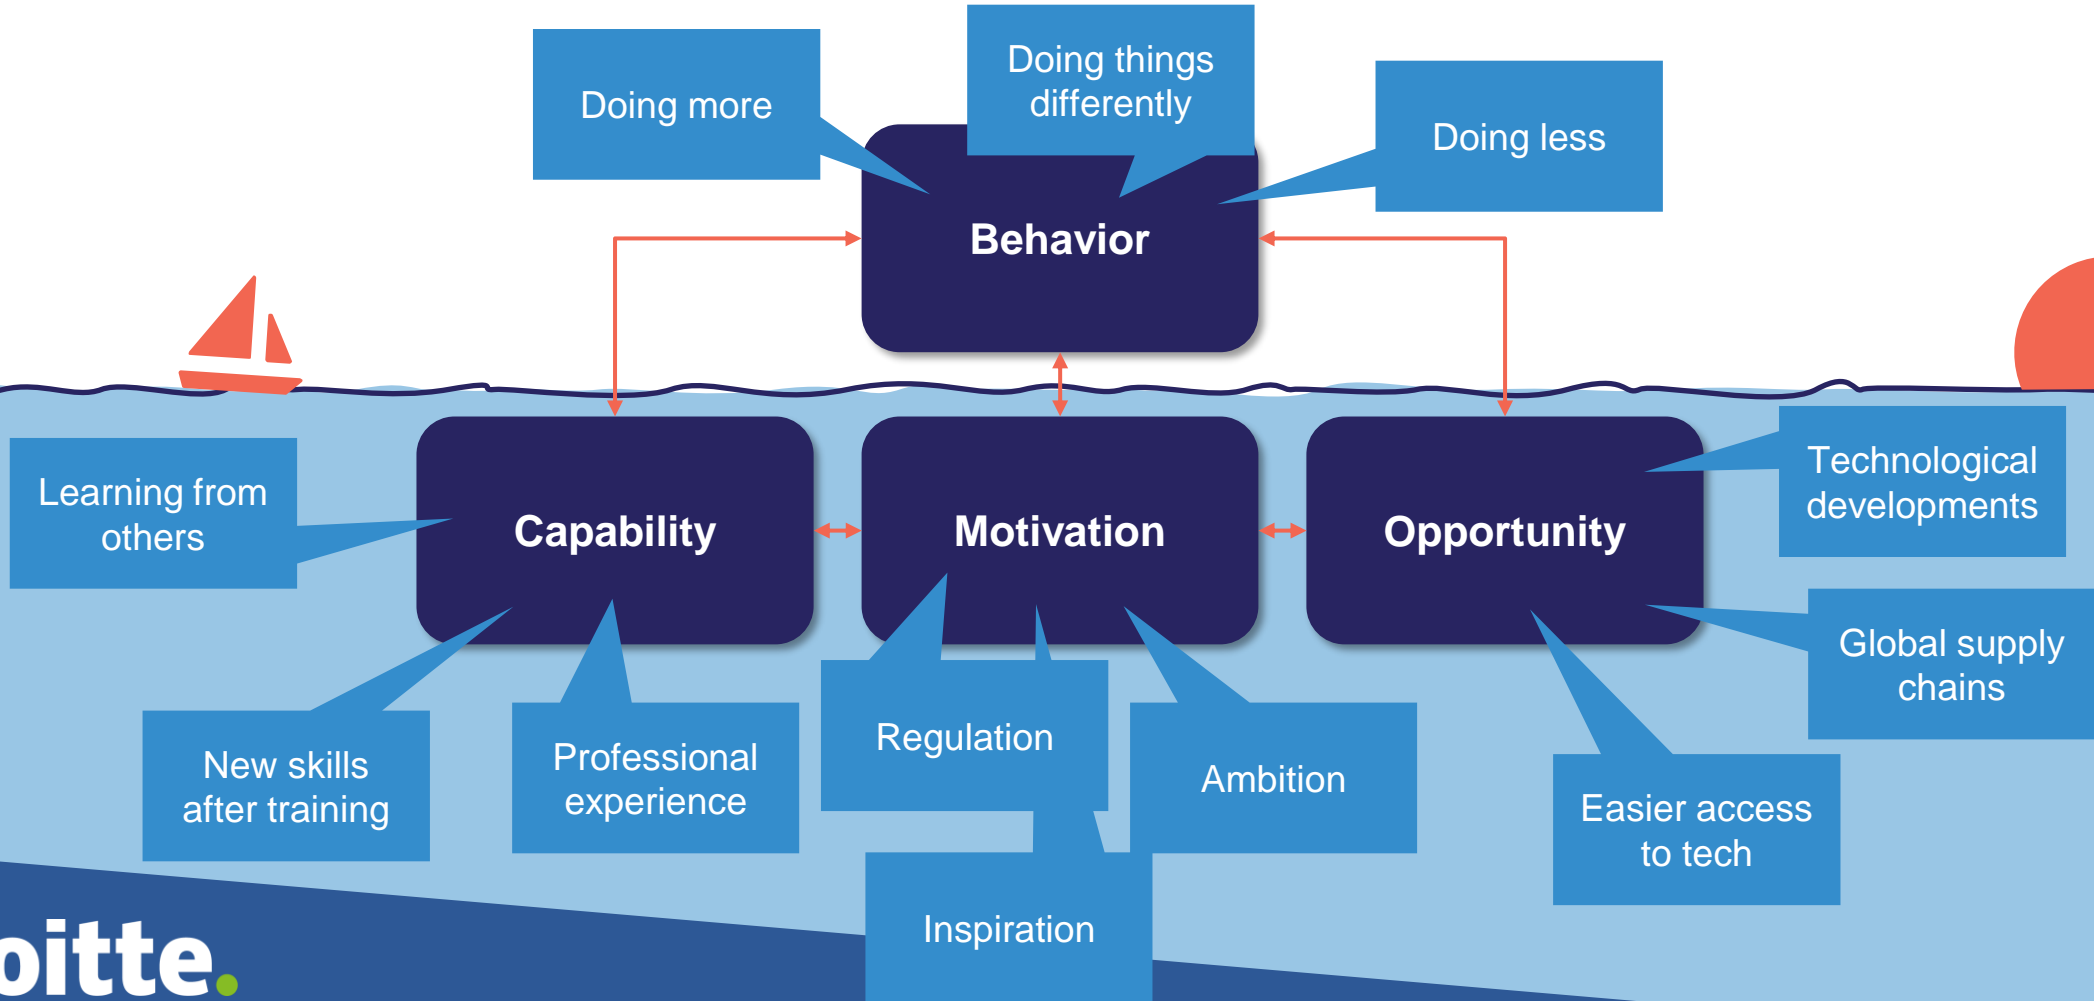 Doing more
Doing things
differently
Doing less
Behavior
Learning from
others
Capability
Motivation
Opportunity
Technological
developments
Global supply
chains
New skills
after training
Professional
experience
Regulation
Ambition
Easier access
to tech
Inspiration
oitte.